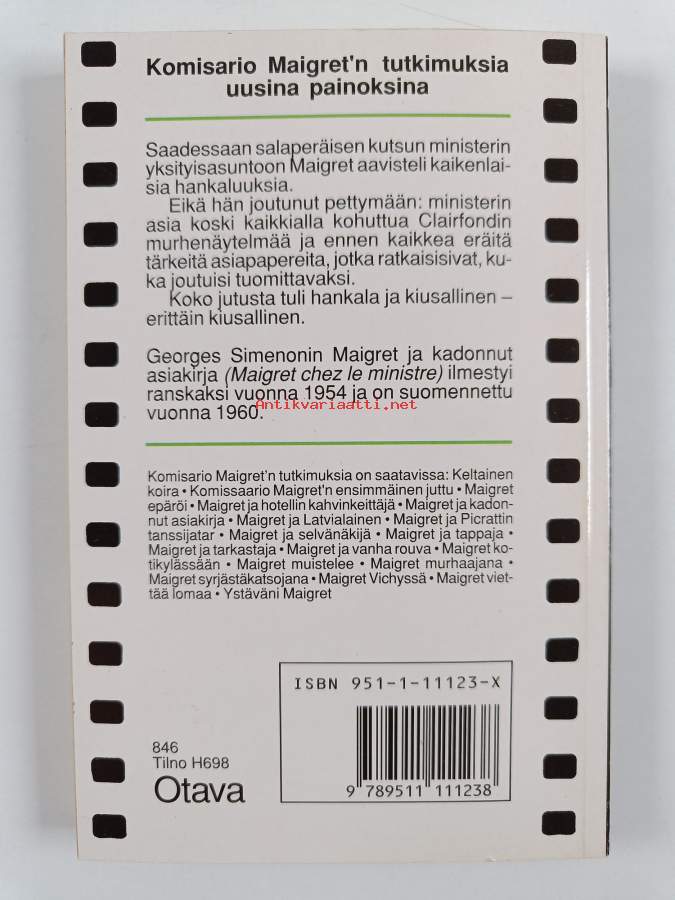 Komisario Maigret'n tutkimuksia
uusina painoksina
Saadessaan salaperäisen kutsun ministerin
yksityisasuntoon Maigret aavisteli kaikenlai-
sia hankaluuksia.
Eikä hän joutunut pettymään: ministerin
asia koski kaikkialla kohuttua Clairfondin
murhenäytelmää ja ennen kaikkea eräitä
tärkeitä asiapapereita, jotka ratkaisisivat, ku-
ka joutuisi tuomittavaksi.
Koko jutusta tuli hankala ja kiusallinen –
erittäin kiusallinen.
Georges Simenonin Maigret ja kadonnut
asiakirja (Maigret chez le ministre) ilmestyi
ranskaksi vuonna 1954 ja on suomennettu
vuonna 1960.
Antikvariaatti.net
Komisario Maigret'n tutkimuksia on saatavissa: Keltainen
koira • Komissaario Maigret'n ensimmäinen juttu • Maigret
epäröi • Maigret ja hotellin kahvinkeittäjä • Maigret ja kadon-
nut asiakirja • Maigret ja Latvialainen • Maigret ja Picrattin
tanssijatar • Maigret ja selvänäkijä • Maigret ja tappaja •
Maigret ja tarkastaja • Maigret ja vanha rouva • Maigret ko-
tikylässään • Maigret muistelee • Maigret murhaajana •
Maigret syrjästäkatsojana • Maigret Vichyssä • Maigret viet-
tää lomaa • Ystäväni Maigret
ISBN 951-1-11123-X
9 789511 111238
846
Tilno H698
Otava